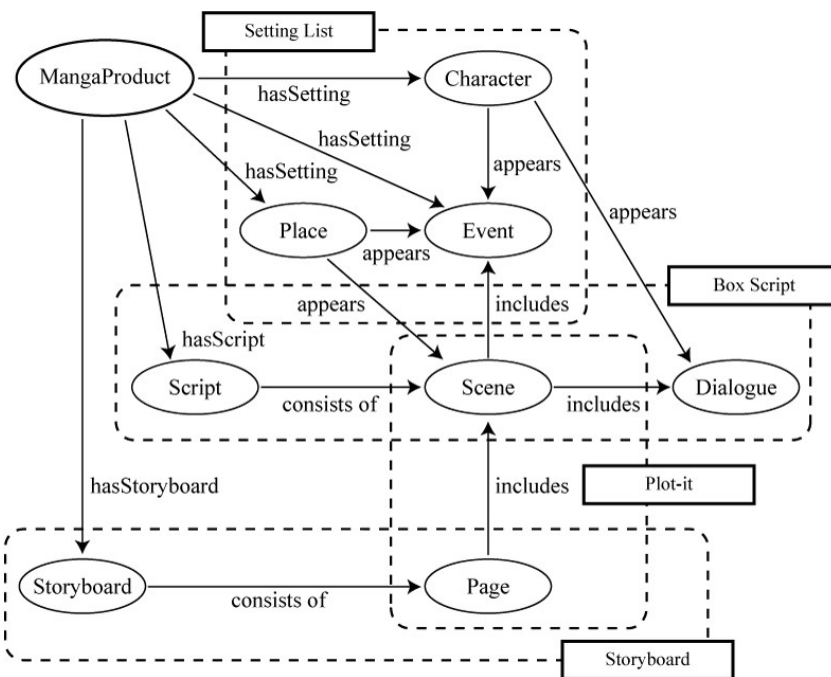 Setting List
MangaProduct
Character
hasSetting
hasSetting
appears
hasSetting
appears
Place
Event
appears
Box Script
appears
includes
hasScript
Script
Scene
Dialogue
consists of
includes
hasStoryboard
includes
Plot-it
Storyboard
Page
consists of
Storyboard